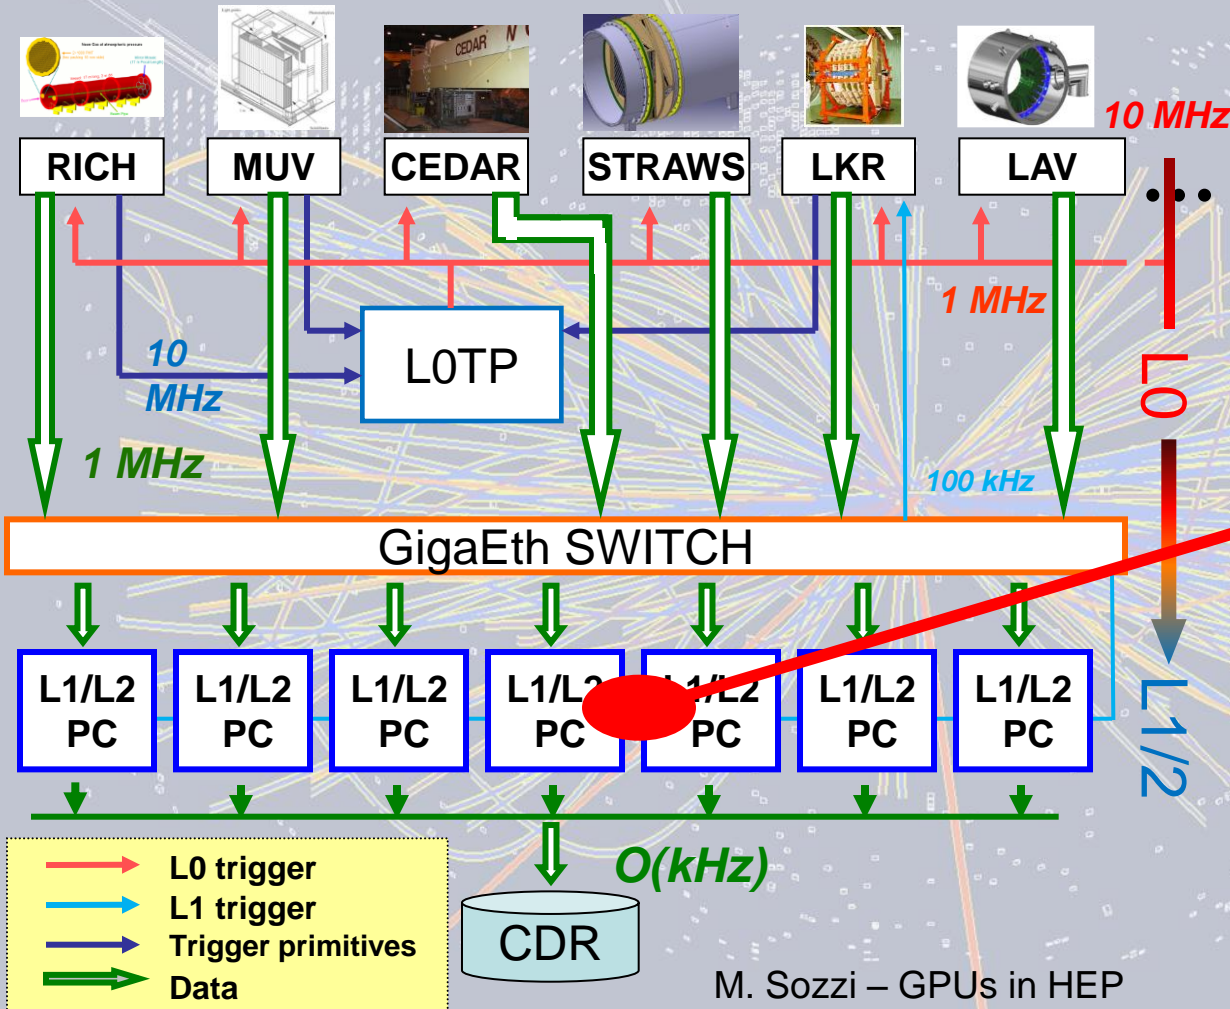 CEDAR
10 MHz
RICH
MUV
CEDAR
STRAWS
LKR
LAV
...
1 MHz
L0TP
10
MHz
L0
1 MHz
100 kHz
GigaEth SWITCH
L1/L2
PC
L1/L2
PC
L1/L2
PC
L1/L2
PC
L1/L2
PC
L1/L2
PC
L1/L2
PC
L1/2
L0 trigger
L1 trigger
Trigger primitives
Data
O(kHz)
CDR
M. Sozzi – GPUs in HEP